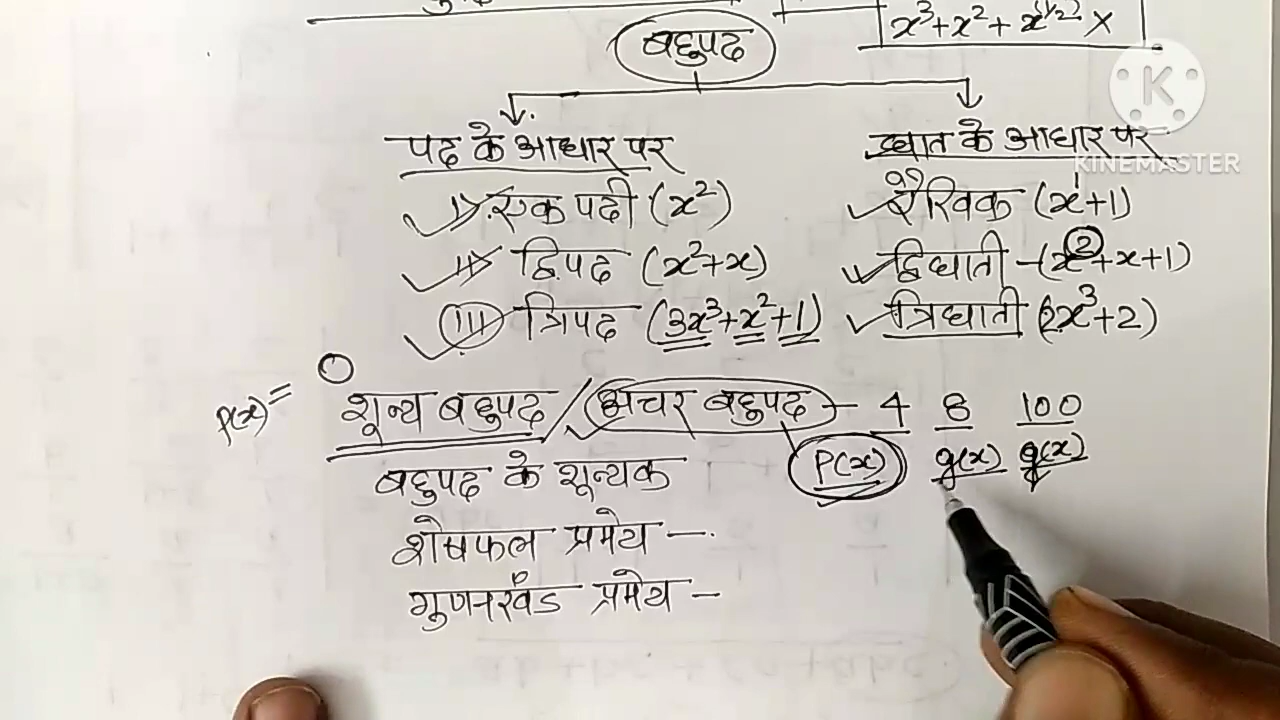 x³+x²+x^(1/2) ×
बहुपद
पद के आधार पर
घात के आधार पर
I) एक पदी (x²)
रैखिक (x¹+1)
II) द्विपद (x²+x)
द्विघाती -(x²+x+1)
III) त्रिपद (3x³+x²+1)
त्रिघाती (2x³+2)
P(x) = 0
शून्य बहुपद / अचर बहुपद - 4 8 100
P(x) g(x) q(x)
बहुपद के शून्यक
शेषफल प्रमेय -
गुणनखंड प्रमेय -
K
KINEMASTER